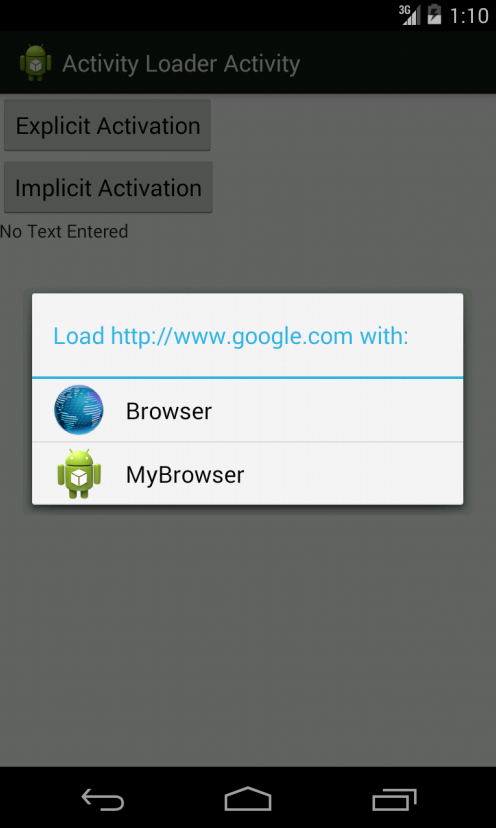 3G 1:10
Activity Loader Activity
Explicit Activation
Implicit Activation
No Text Entered
Load http://www.google.com with:
Browser
MyBrowser